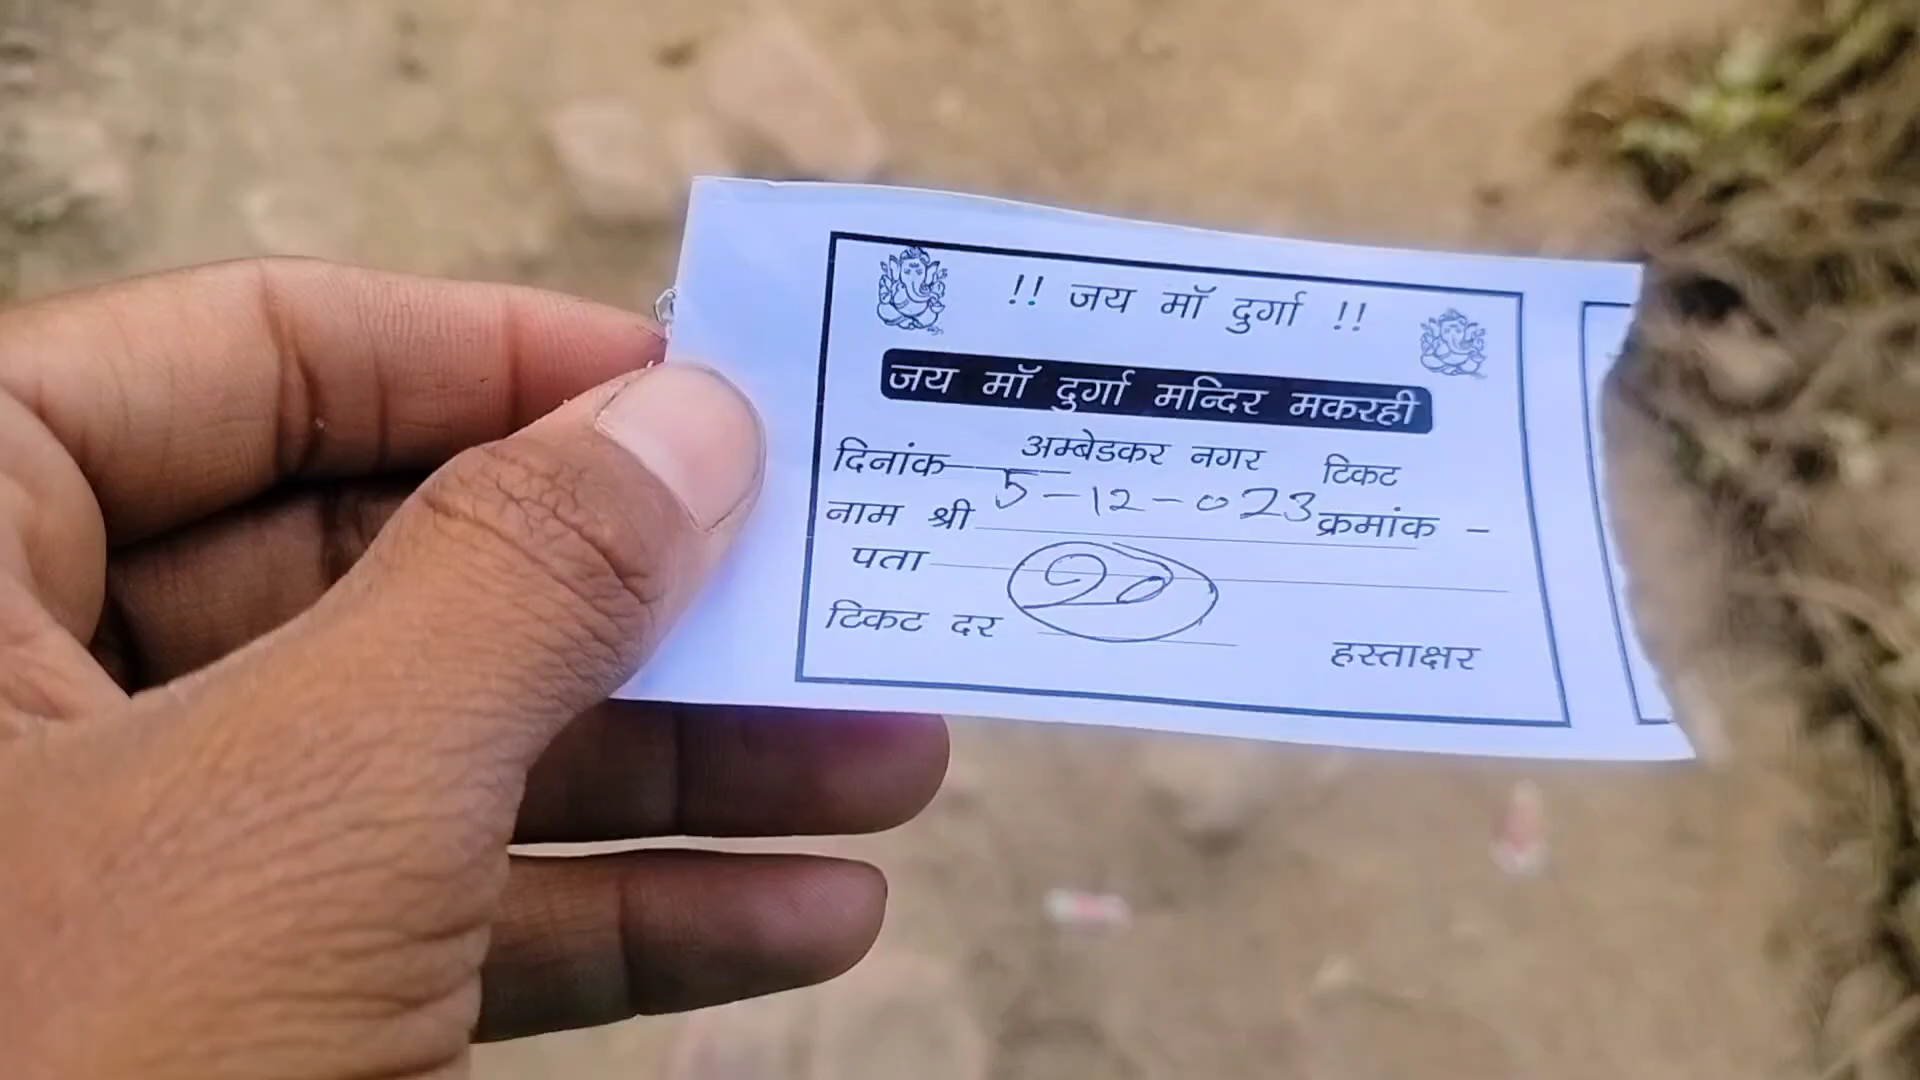 !! जय मॉ दुर्गा !!
जय मॉ दुर्गा मन्दिर मकरही
अम्बेडकर नगर
दिनांक 5-12-023 टिकट
नाम श्री क्रमांक -
पता
टिकट दर 20 हस्ताक्षर